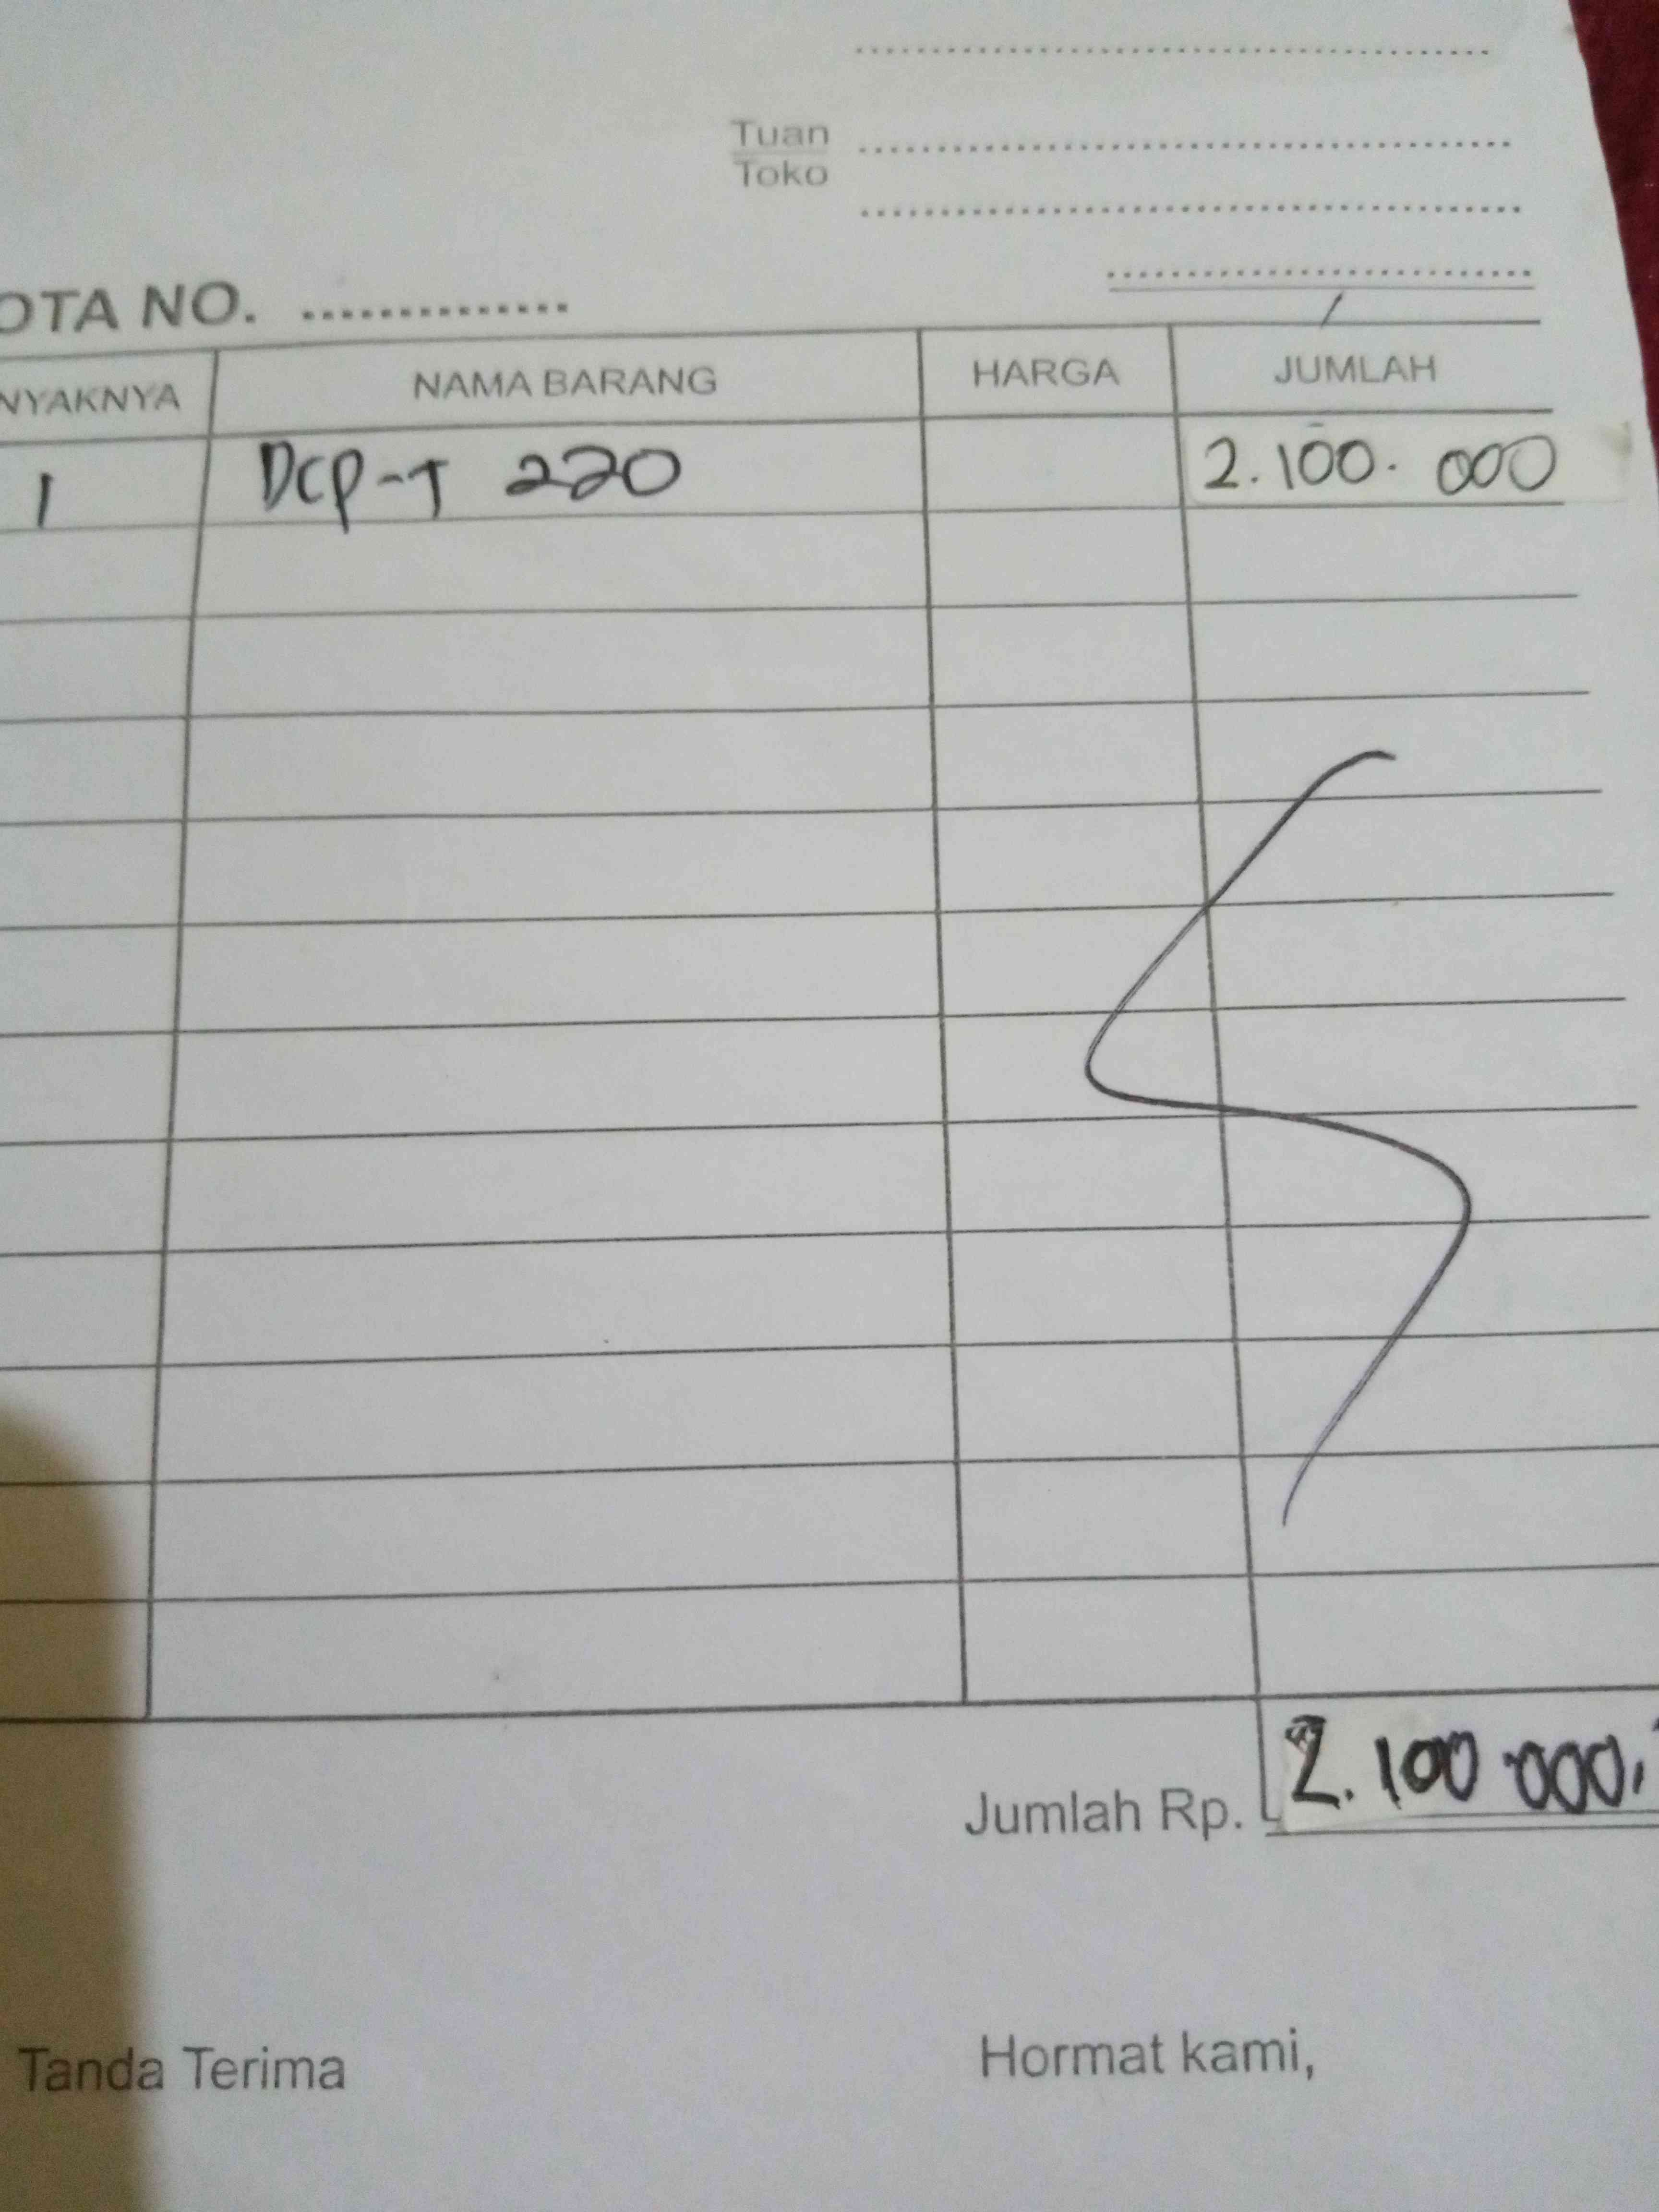 Tuan
Toko
OTA NO. ..............
NYAKNYA NAMA BARANG HARGA JUMLAH
1 DCP-T 220 2.100.000
Jumlah Rp. 2.100.000,
Tanda Terima Hormat kami,